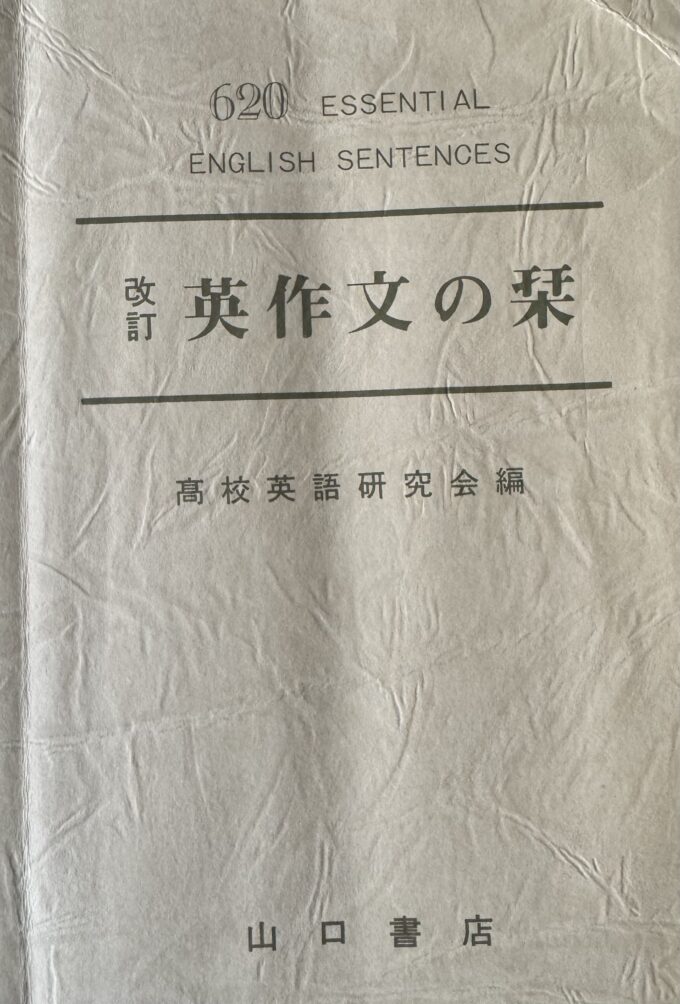 620 ESSENTIAL
ENGLISH SENTENCES
改訂 英作文の栞
髙校英語研究会編
山口書店